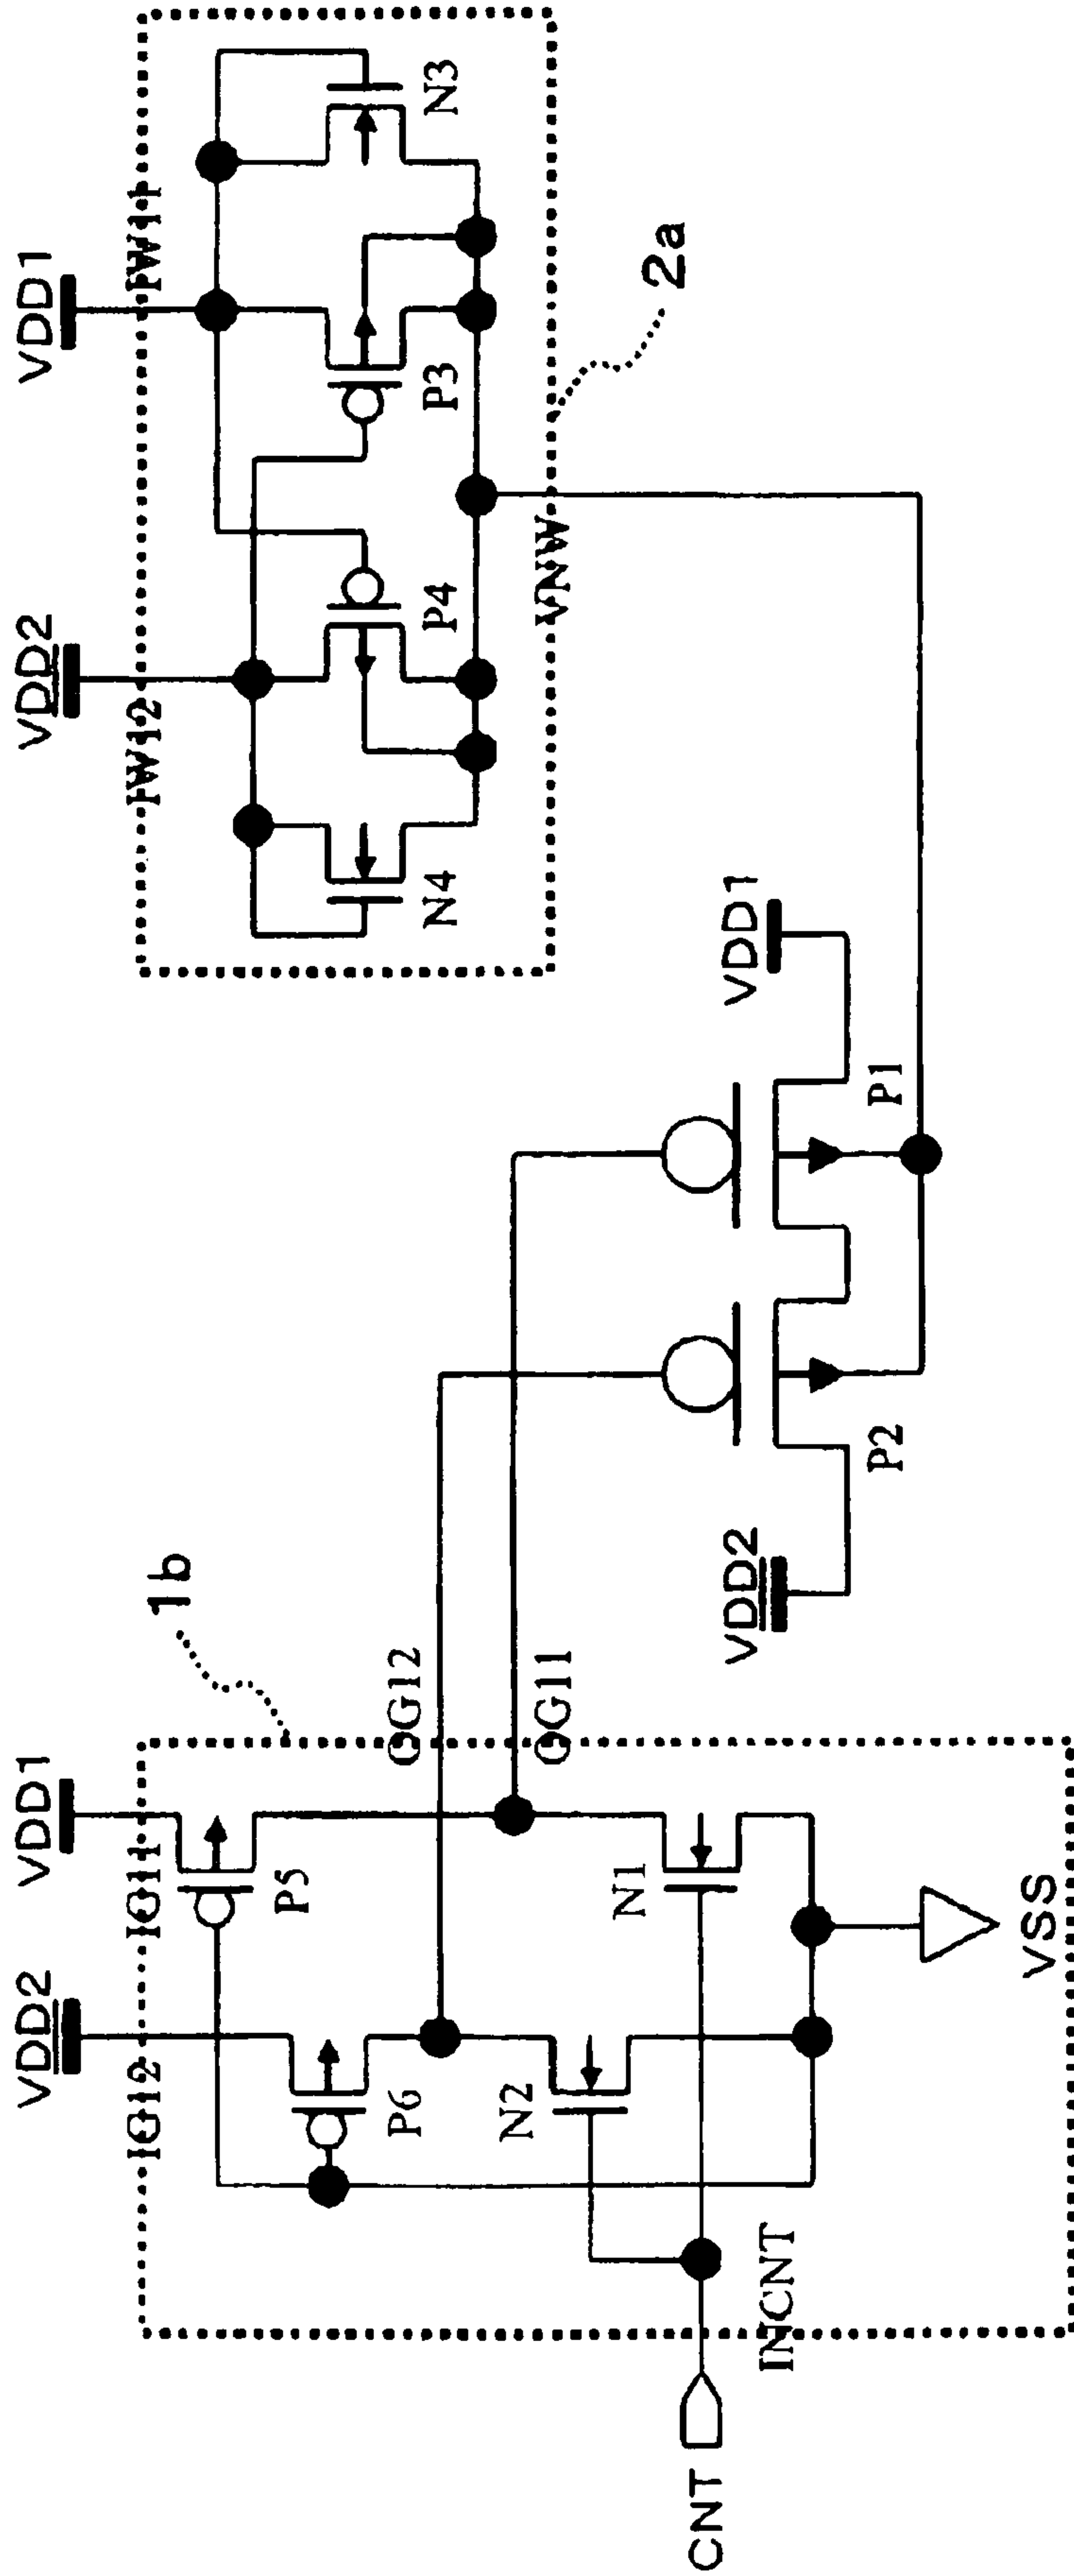 VDD2
VDD1
IG12
IG11
P6
P5
N2
N1
CNT
INCNT
VSS
OG12
OG11
1b
VDD2
VDD1
P2
P1
VDD2
VDD1
IW12
IW11
N4
P4
P3
N3
VNW
2a